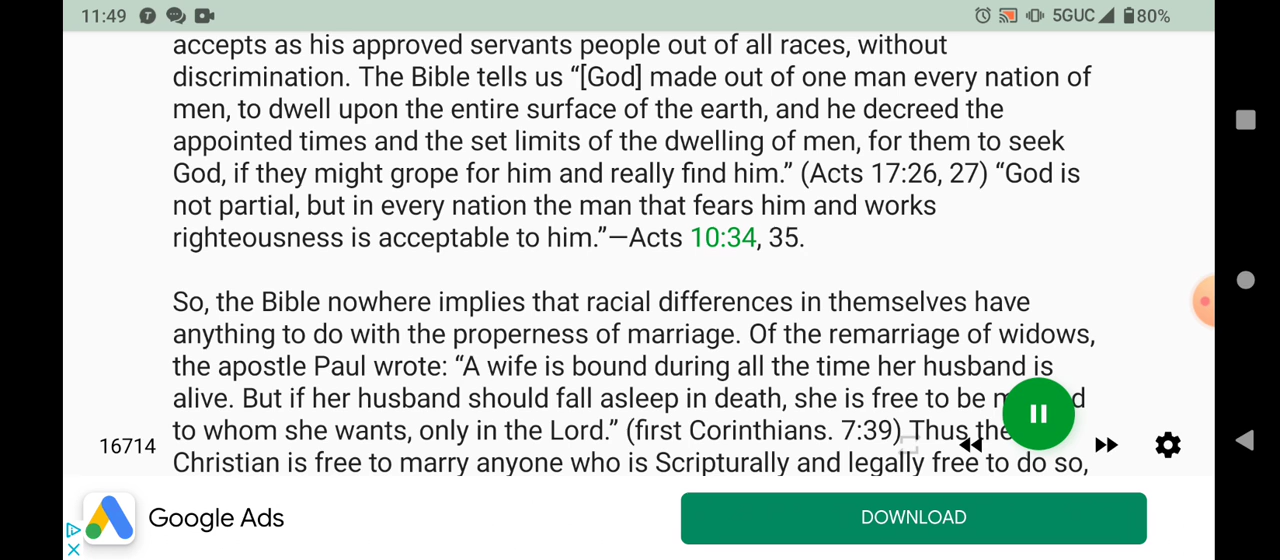 11:49
5GUC 80%
accepts as his approved servants people out of all races, without
discrimination. The Bible tells us “[God] made out of one man every nation of
men, to dwell upon the entire surface of the earth, and he decreed the
appointed times and the set limits of the dwelling of men, for them to seek
God, if they might grope for him and really find him.” (Acts 17:26, 27) “God is
not partial, but in every nation the man that fears him and works
righteousness is acceptable to him.”—Acts 10:34, 35.
So, the Bible nowhere implies that racial differences in themselves have
anything to do with the properness of marriage. Of the remarriage of widows,
the apostle Paul wrote: “A wife is bound during all the time her husband is
alive. But if her husband should fall asleep in death, she is free to be
to whom she wants, only in the Lord.” (first Corinthians. 7:39) Thus the
16714
Christian is free to marry anyone who is Scripturally and legally free to do so,
Google Ads
DOWNLOAD